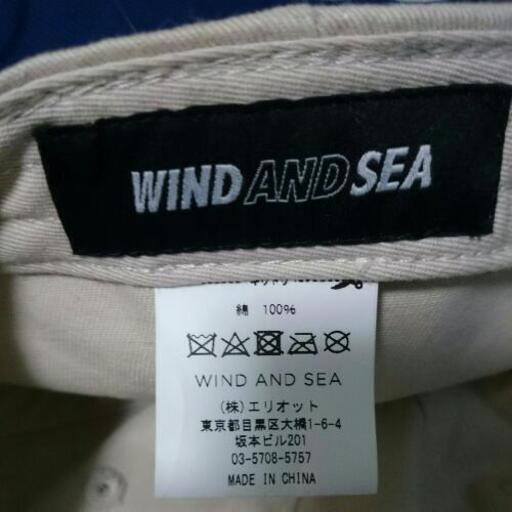 WIND AND SEA
綿 100%
WIND AND SEA
(株)エリオット
東京都目黒区大橋1-6-4
坂本ビル201
03-5708-5757
MADE IN CHINA